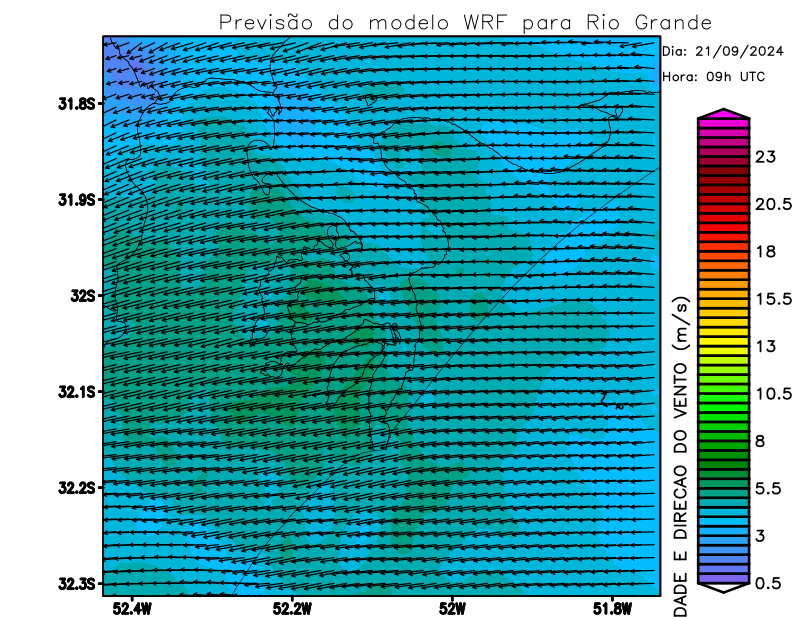 Previsão do modelo WRF para Rio Grande
Dia: 21/09/2024
Hora: 09h UTC
31.8S
31.9S
32S
32.1S
32.2S
32.3S
52.4W
52.2W
52W
51.8W
DADE E DIRECAO DO VENTO (m/s)
23
20.5
18
15.5
13
10.5
8
5.5
3
0.5